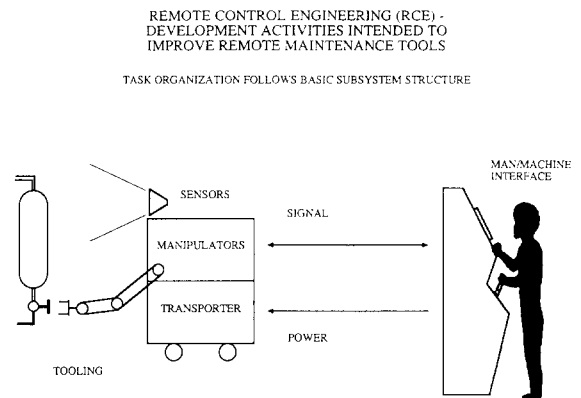 REMOTE CONTROL ENGINEERING (RCE) -
DEVELOPMENT ACTIVITIES INTENDED TO
IMPROVE REMOTE MAINTENANCE TOOLS
TASK ORGANIZATION FOLLOWS BASIC SUBSYSTEM STRUCTURE
MAN/MACHINE
INTERFACE
SENSORS
SIGNAL
MANIPULATORS
TRANSPORTER
POWER
TOOLING